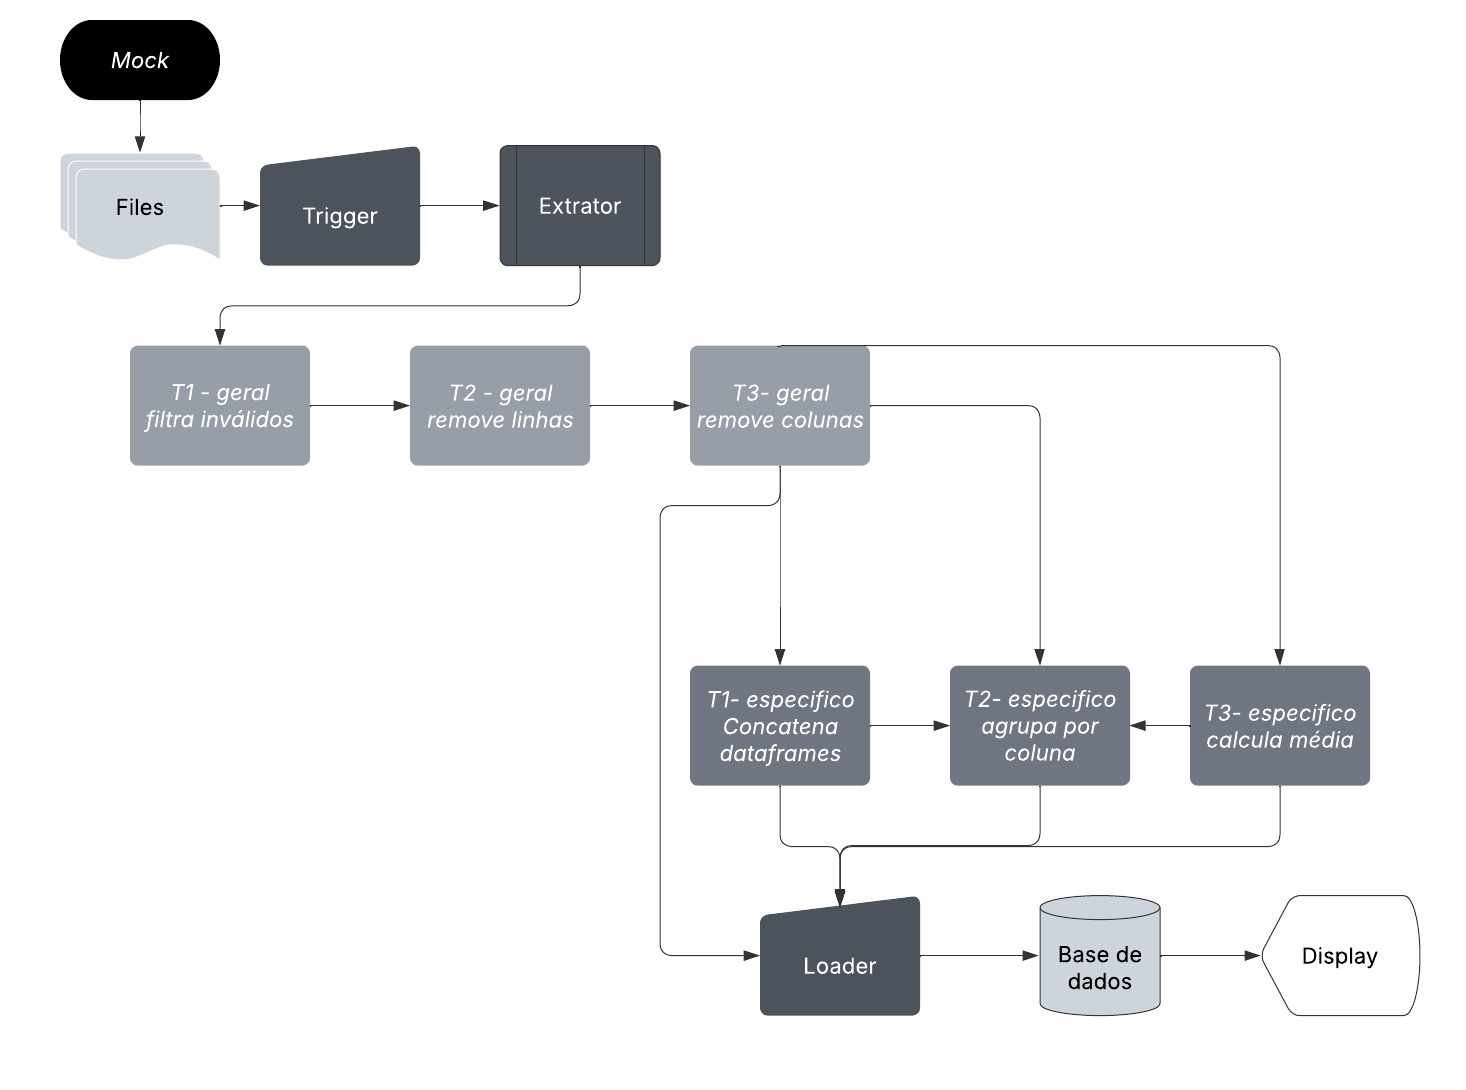 Mock
Files
Trigger
Extrator
T1 - geral
filtra inválidos
T2 - geral
remove linhas
T3- geral
remove colunas
T1- especifico
Concatena
dataframes
T2- especifico
agrupa por
coluna
T3- especifico
calcula média
Loader
Base de
dados
Display